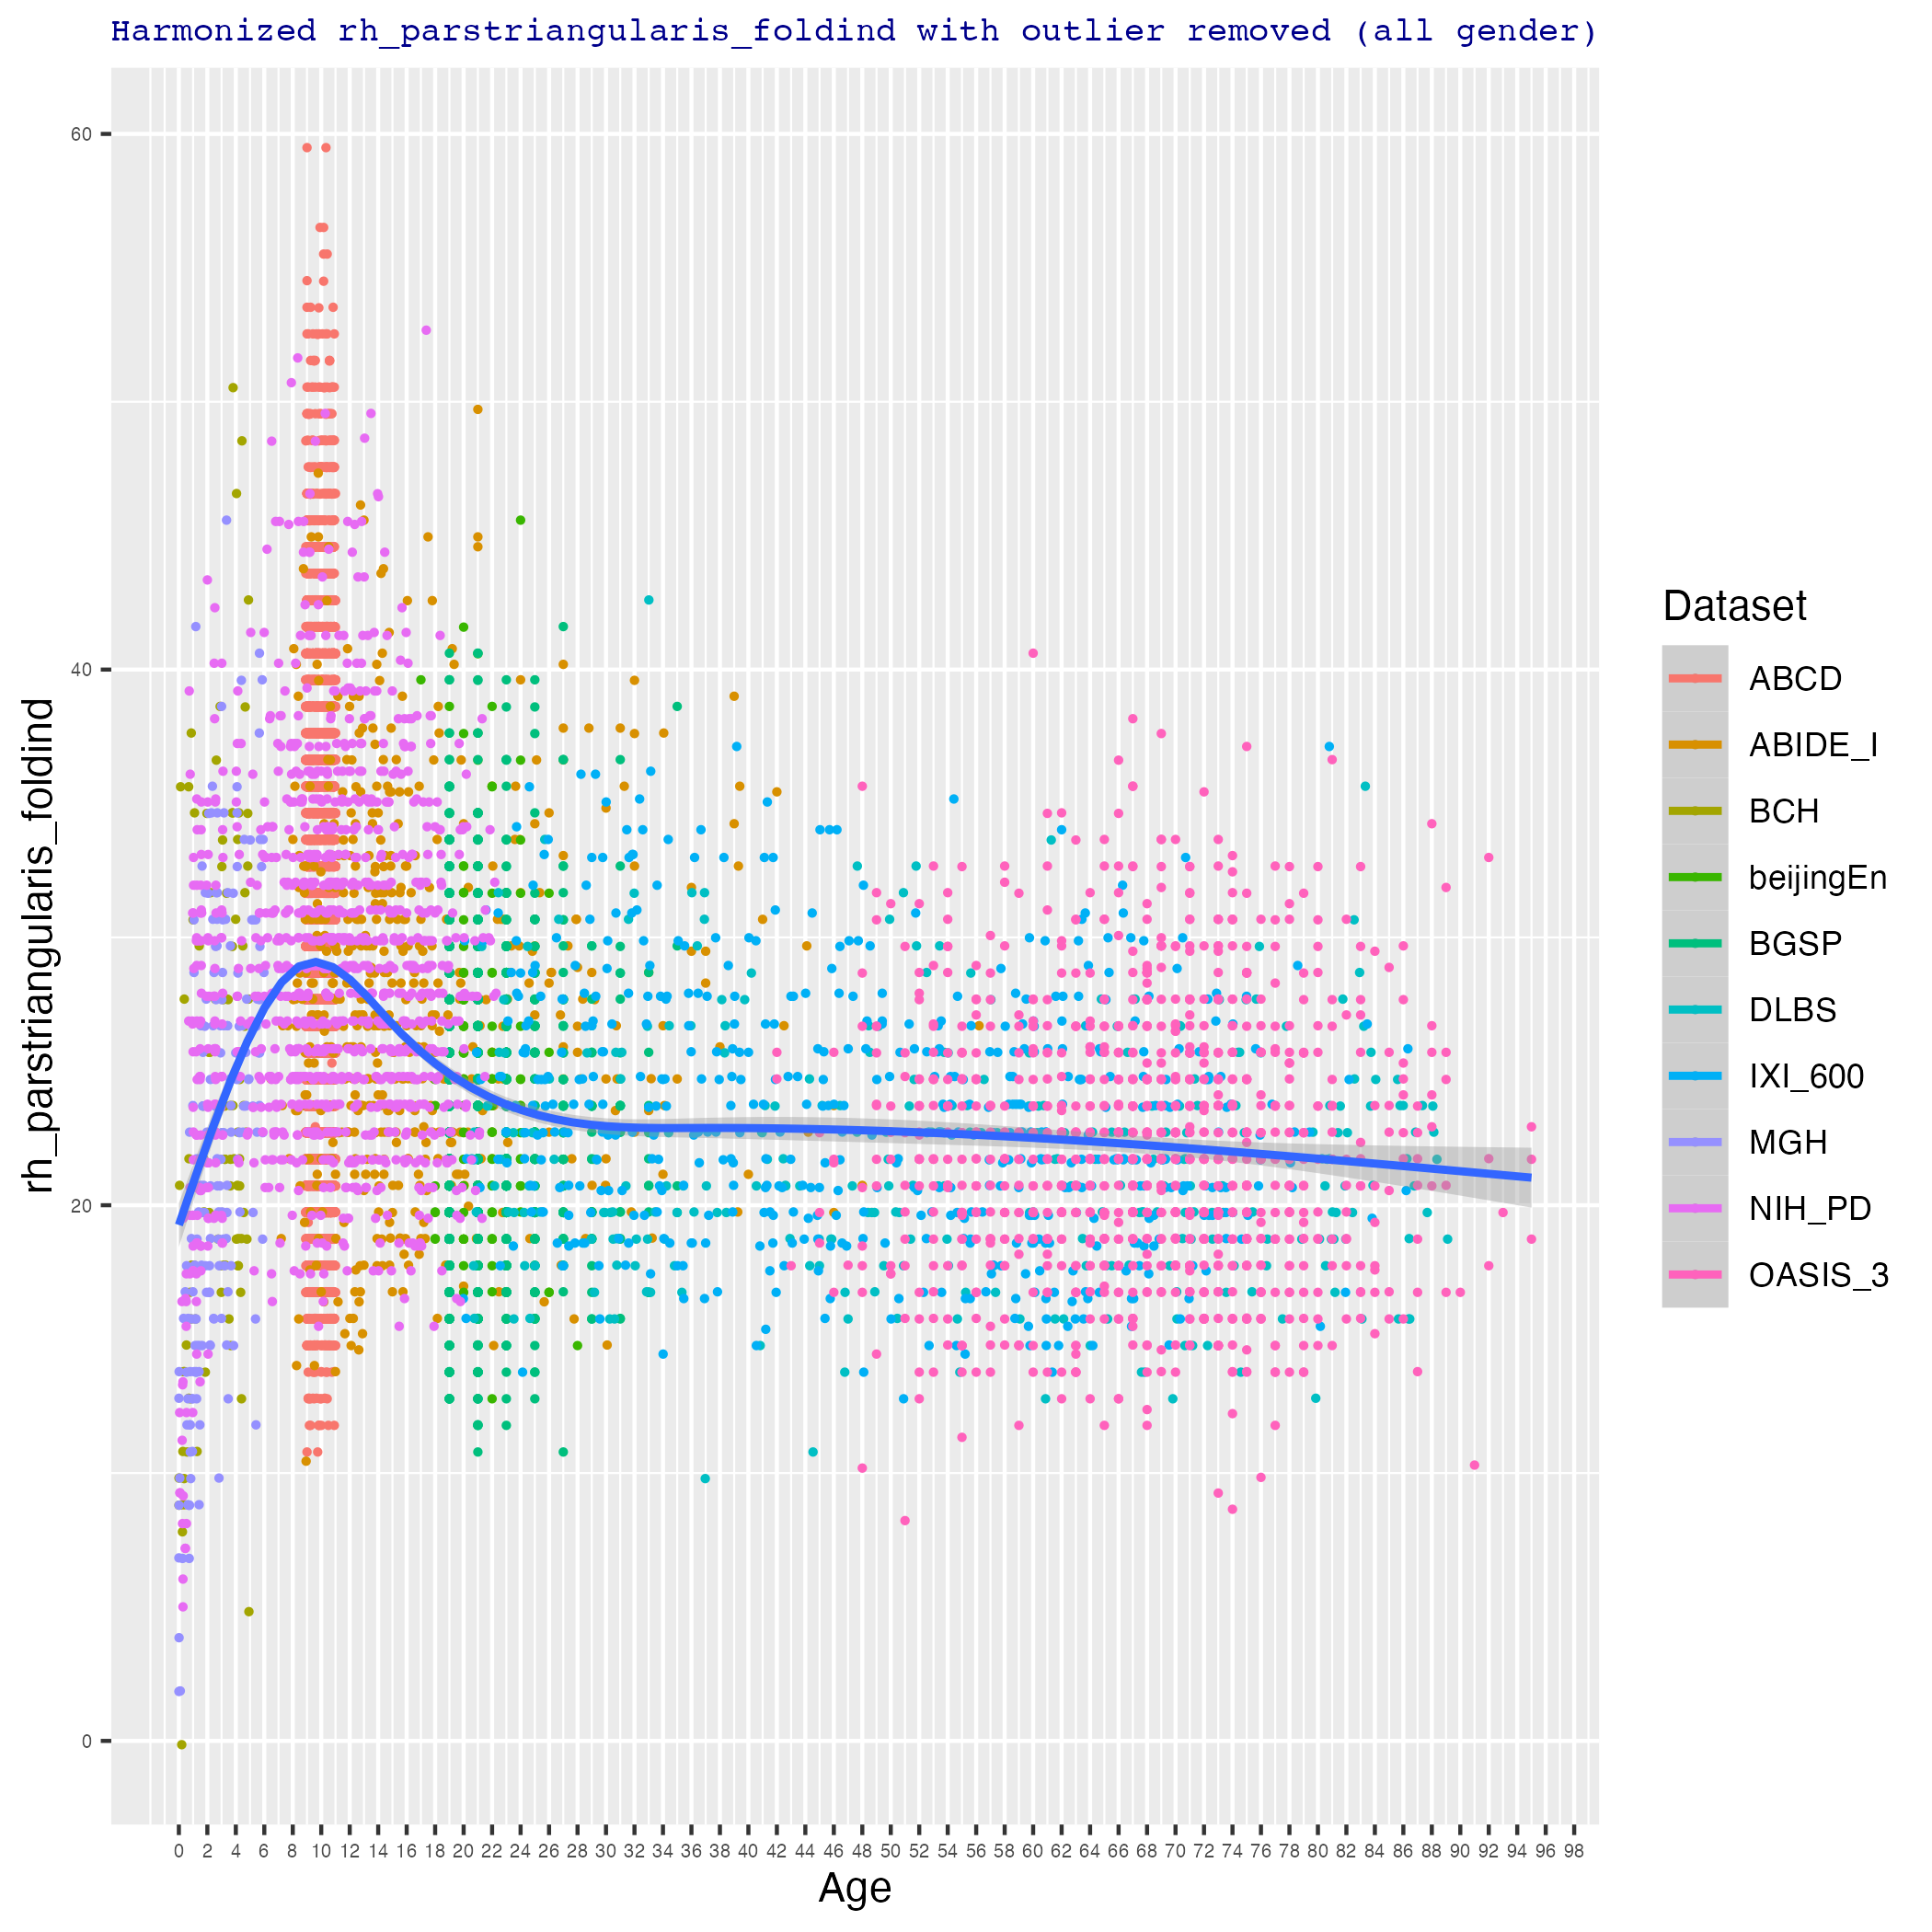 Harmonized rh_parstriangularis_foldind with outlier removed (all gender)
rh_parstriangularis_foldind
60
40
20
0
0 2 4 6 8 10 12 14 16 18 20 22 24 26 28 30 32 34 36 38 40 42 44 46 48 50 52 54 56 58 60 62 64 66 68 70 72 74 76 78 80 82 84 86 88 90 92 94 96 98
Age
Dataset
ABCD
ABIDE_I
BCH
beijingEn
BGSP
DLBS
IXI_600
MGH
NIH_PD
OASIS_3